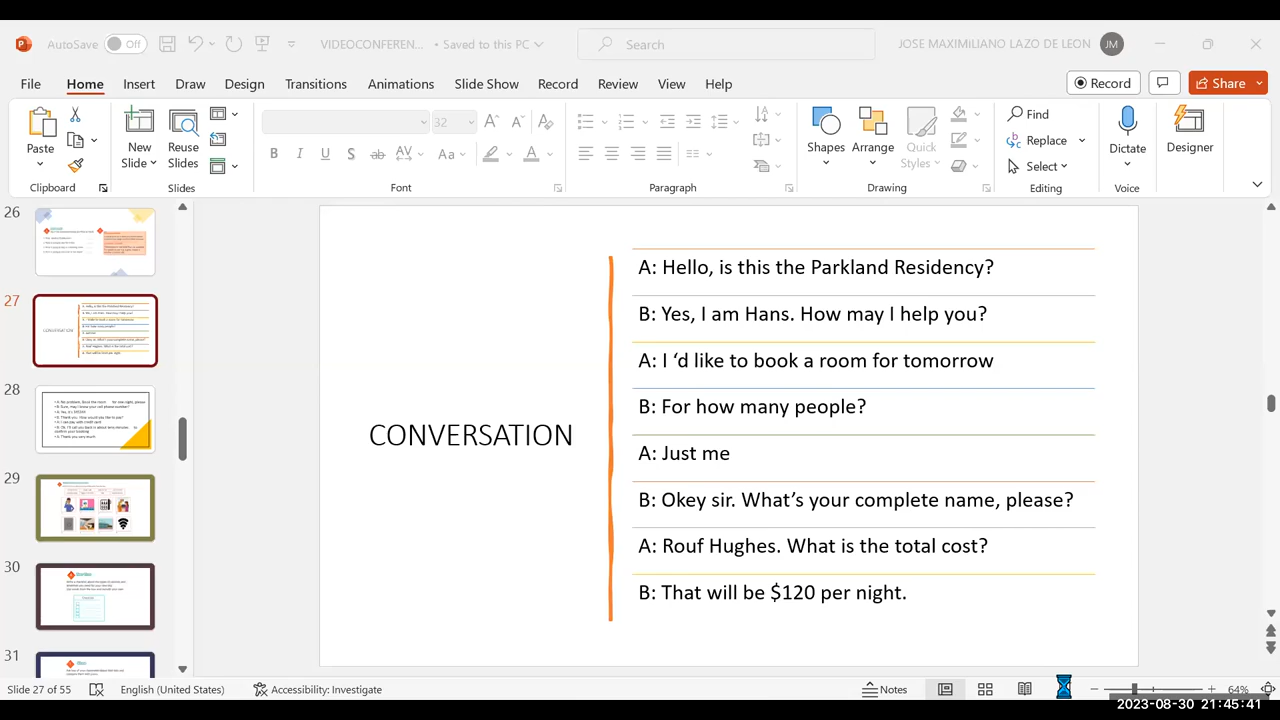 AutoSave Off VIDEOCONFEREN... • Saved to this PC Search JOSE MAXIMILIANO LAZO DE LEON JM
File Home Insert Draw Design Transitions Animations Slide Show Record Review View Help Record Share
Paste New Slide Reuse Slides 32 Shapes Arrange Quick Styles Find Replace Select Dictate Designer
Clipboard Slides Font Paragraph Drawing Editing Voice
26
27
28
29
30
31
CONVERSATION
A: Hello, is this the Parkland Residency?
B: Yes, I am Hans. How may I help you?
A: I ‘d like to book a room for tomorrow
B: For how many people?
A: Just me
B: Okey sir. What’s your complete name, please?
A: Rouf Hughes. What is the total cost?
B: That will be $120 per night.
Slide 27 of 55 English (United States) Accessibility: Investigate Notes 64%
2023-08-30 21:45:41